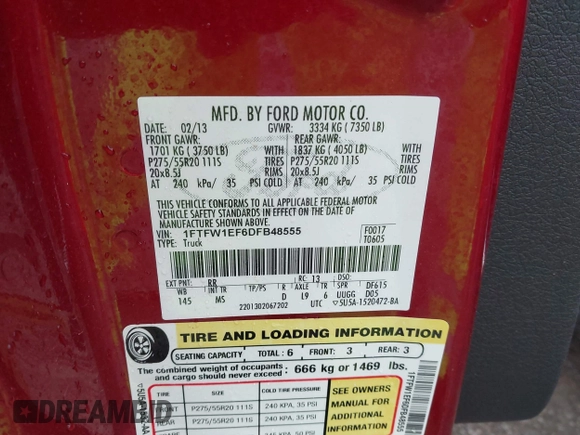 MFD. BY FORD MOTOR CO.
DATE: 02/13 GVWR: 3334 KG ( 7350 LB)
FRONT GAWR: REAR GAWR:
1701 KG ( 3750 LB) WITH 1837 KG ( 4050 LB) WITH
P275/55R20 111S TIRES P275/55R20 111S TIRES
20x8.5J RIMS 20x8.5J RIMS
AT 240 kPa/ 35 PSI COLD AT 240 kPa/ 35 PSI COLD
THIS VEHICLE CONFORMS TO ALL APPLICABLE FEDERAL MOTOR
VEHICLE SAFETY AND THEFT PREVENTION STANDARDS
IN EFFECT ON THE DATE OF
MANUFACTURE SHOWN ABOVE.
VIN: 1FTFW1EF6DFB48555 F0017
TYPE: Truck T0605
EXT PNT: RR RC: 13 DSO:
WB INT TR TP/PS R AXLE TR SPR DF615
145 MS D L9 6 UUGG D05
2201302067202 UTC ▽5U5A-1520472-BA
TIRE AND LOADING INFORMATION
SEATING CAPACITY TOTAL : 6 FRONT: 3 REAR: 3
The combined weight of occupants
and cargo should never exceed: 666 kg or 1469 lbs.
TIRE SIZE COLD TIRE PRESSURE
SEE OWNERS
MANUAL FOR
FRONT P275/55R20 111S 240 KPA, 35 PSI
REAR P275/55R20 111S 240 KPA, 35 PSI
1FTFW1EF6DFB48555
DREAMBID